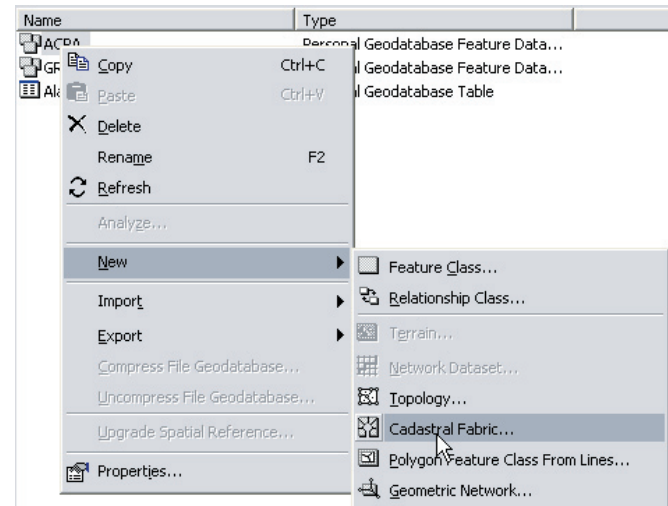 Name Type
ACRA Personal Geodatabase Feature Data...
GR l Geodatabase Feature Data...
Ala l Geodatabase Table
Copy Ctrl+C
Paste Ctrl+V
Delete
Rename F2
Refresh
Analyze...
New
Import
Export
Compress File Geodatabase...
Uncompress File Geodatabase...
Upgrade Spatial Reference...
Properties...
Feature Class...
Relationship Class...
Terrain...
Network Dataset...
Topology...
Cadastral Fabric...
Polygon Feature Class From Lines...
Geometric Network...